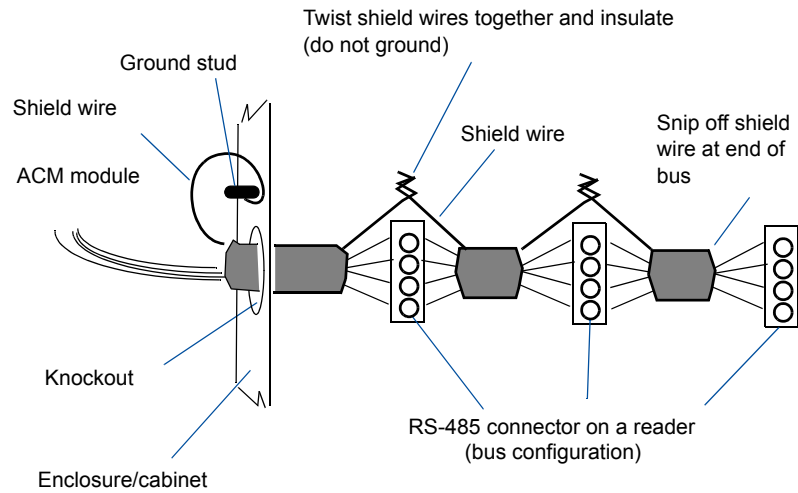 Twist shield wires together and insulate
(do not ground)
Ground stud
Shield wire
Shield wire
Snip off shield
wire at end of
bus
ACM module
Knockout
RS-485 connector on a reader
(bus configuration)
Enclosure/cabinet